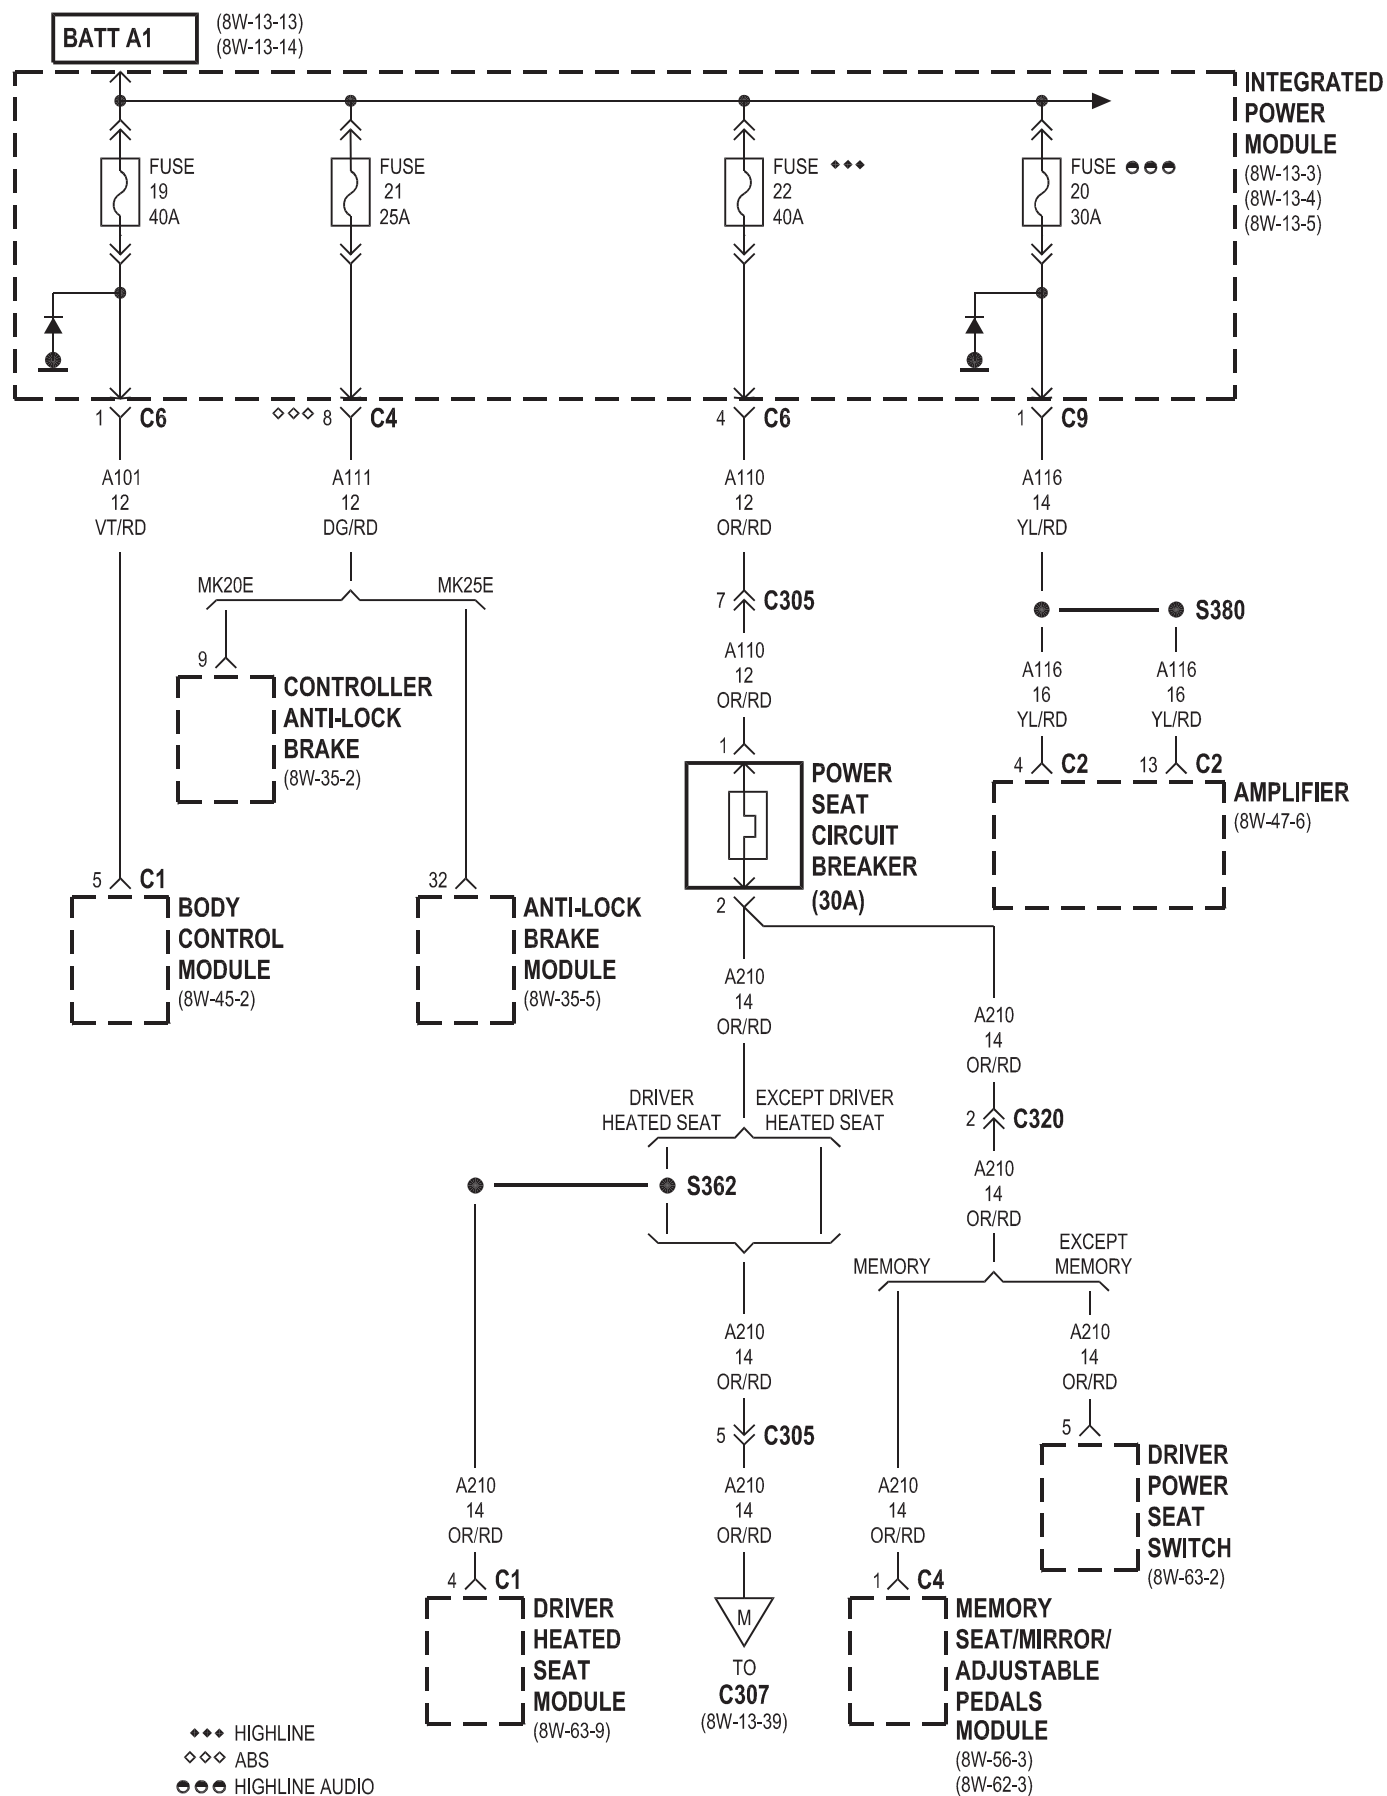 BATT A1
(8W-13-13)
(8W-13-14)
INTEGRATED
POWER
MODULE
(8W-13-3)
(8W-13-4)
(8W-13-5)
FUSE
19
40A
FUSE
21
25A
FUSE
22
40A
FUSE
20
30A
1 C6
8 C4
4 C6
1 C9
A101
12
VT/RD
A111
12
DG/RD
A110
12
OR/RD
A116
14
YL/RD
MK20E
MK25E
7 C305
S380
A110
12
OR/RD
A116
16
YL/RD
A116
16
YL/RD
9
CONTROLLER
ANTI-LOCK
BRAKE
(8W-35-2)
1
POWER
SEAT
CIRCUIT
BREAKER
(30A)
2
4 C2
13 C2
AMPLIFIER
(8W-47-6)
5 C1
BODY
CONTROL
MODULE
(8W-45-2)
32
ANTI-LOCK
BRAKE
MODULE
(8W-35-5)
A210
14
OR/RD
A210
14
OR/RD
DRIVER
HEATED SEAT
EXCEPT DRIVER
HEATED SEAT
2 C320
S362
A210
14
OR/RD
MEMORY
EXCEPT
MEMORY
A210
14
OR/RD
A210
14
OR/RD
5 C305
5
DRIVER
POWER
SEAT
SWITCH
(8W-63-2)
A210
14
OR/RD
A210
14
OR/RD
A210
14
OR/RD
4 C1
DRIVER
HEATED
SEAT
MODULE
(8W-63-9)
M
TO
C307
(8W-13-39)
1 C4
MEMORY
SEAT/MIRROR/
ADJUSTABLE
PEDALS
MODULE
(8W-56-3)
(8W-62-3)
HIGHLINE
ABS
HIGHLINE AUDIO